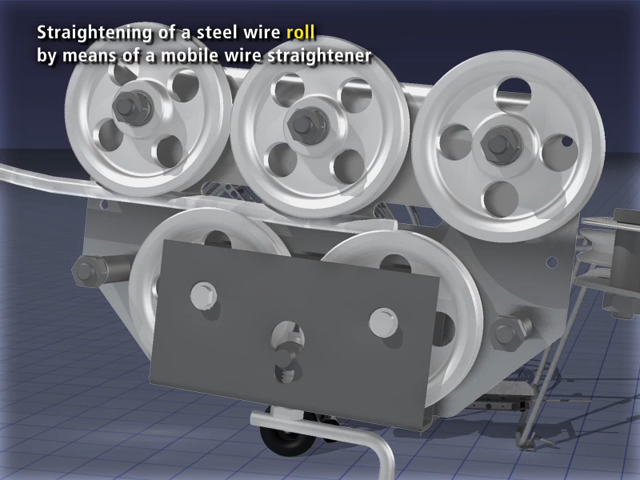 Straightening of a steel wire roll
by means of a mobile wire straightener